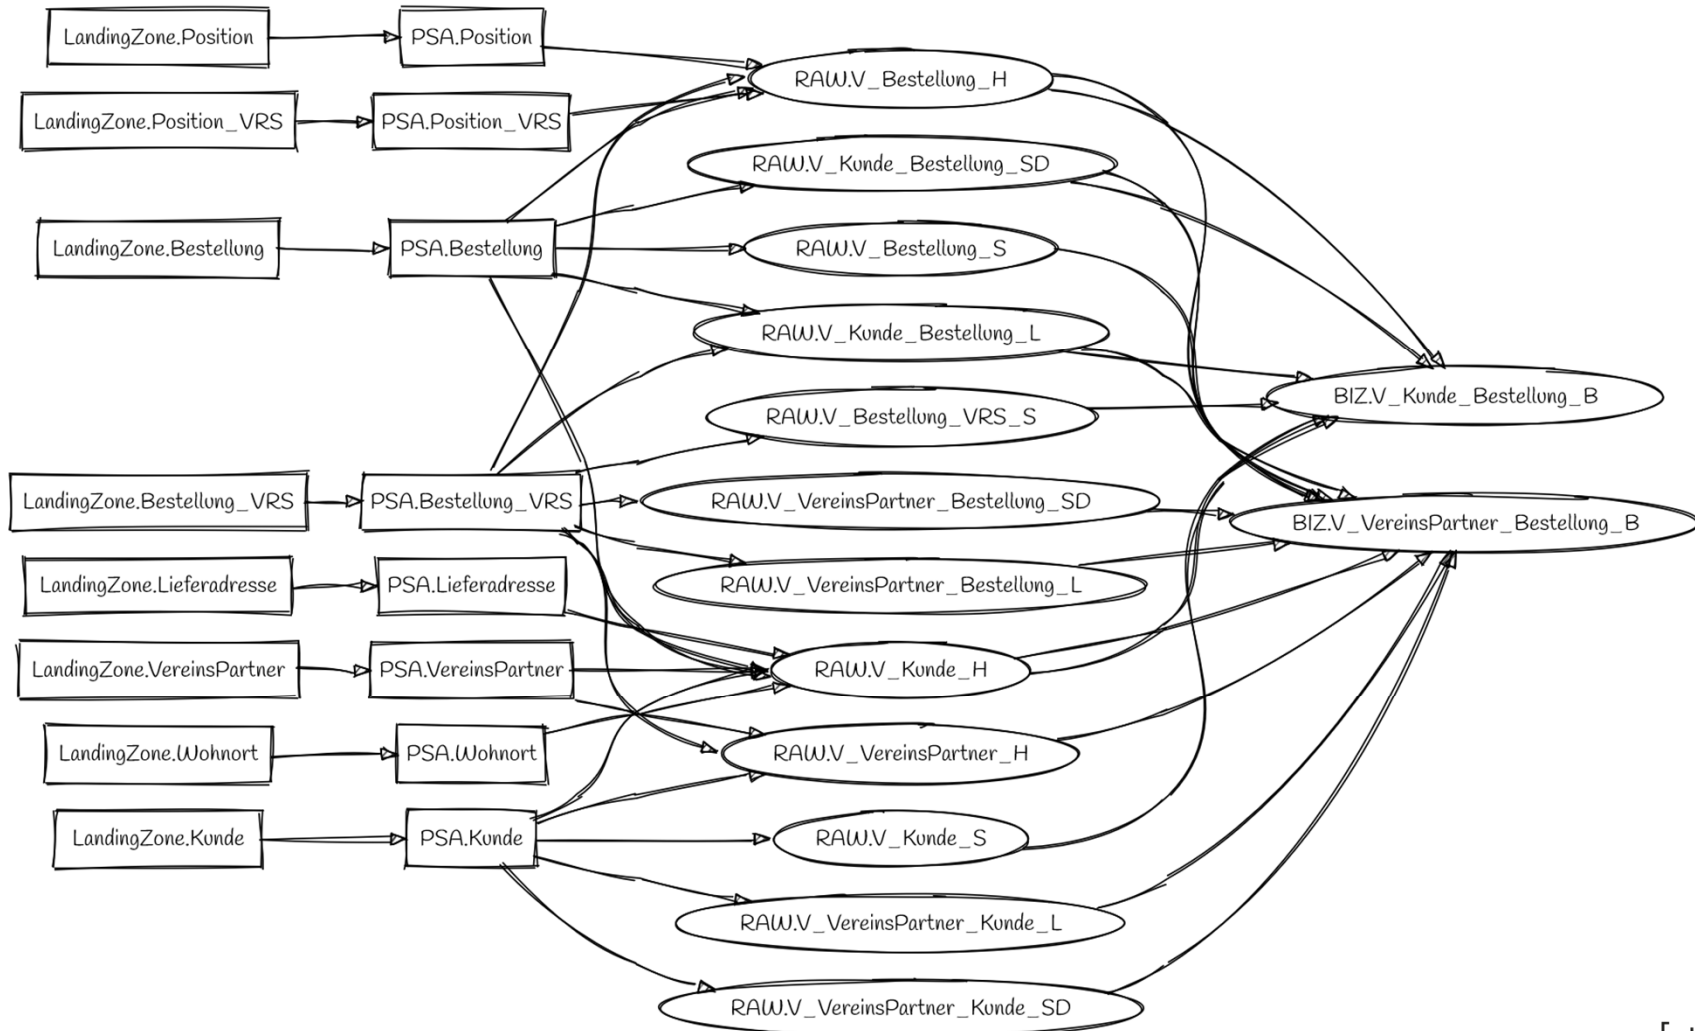 LandingZone.Position
PSA.Position
RAW.V_Bestellung_H
LandingZone.Position_VRS
PSA.Position_VRS
RAW.V_Kunde_Bestellung_SD
LandingZone.Bestellung
PSA.Bestellung
RAW.V_Bestellung_S
RAW.V_Kunde_Bestellung_L
BIZ.V_Kunde_Bestellung_B
RAW.V_Bestellung_VRS_S
LandingZone.Bestellung_VRS
PSA.Bestellung_VRS
RAW.V_VereinsPartner_Bestellung_SD
BIZ.V_VereinsPartner_Bestellung_B
LandingZone.Lieferadresse
PSA.Lieferadresse
RAW.V_VereinsPartner_Bestellung_L
LandingZone.VereinsPartner
PSA.VereinsPartner
RAW.V_Kunde_H
LandingZone.Wohnort
PSA.Wohnort
RAW.V_VereinsPartner_H
LandingZone.Kunde
PSA.Kunde
RAW.V_Kunde_S
RAW.V_VereinsPartner_Kunde_L
RAW.V_VereinsPartner_Kunde_SD